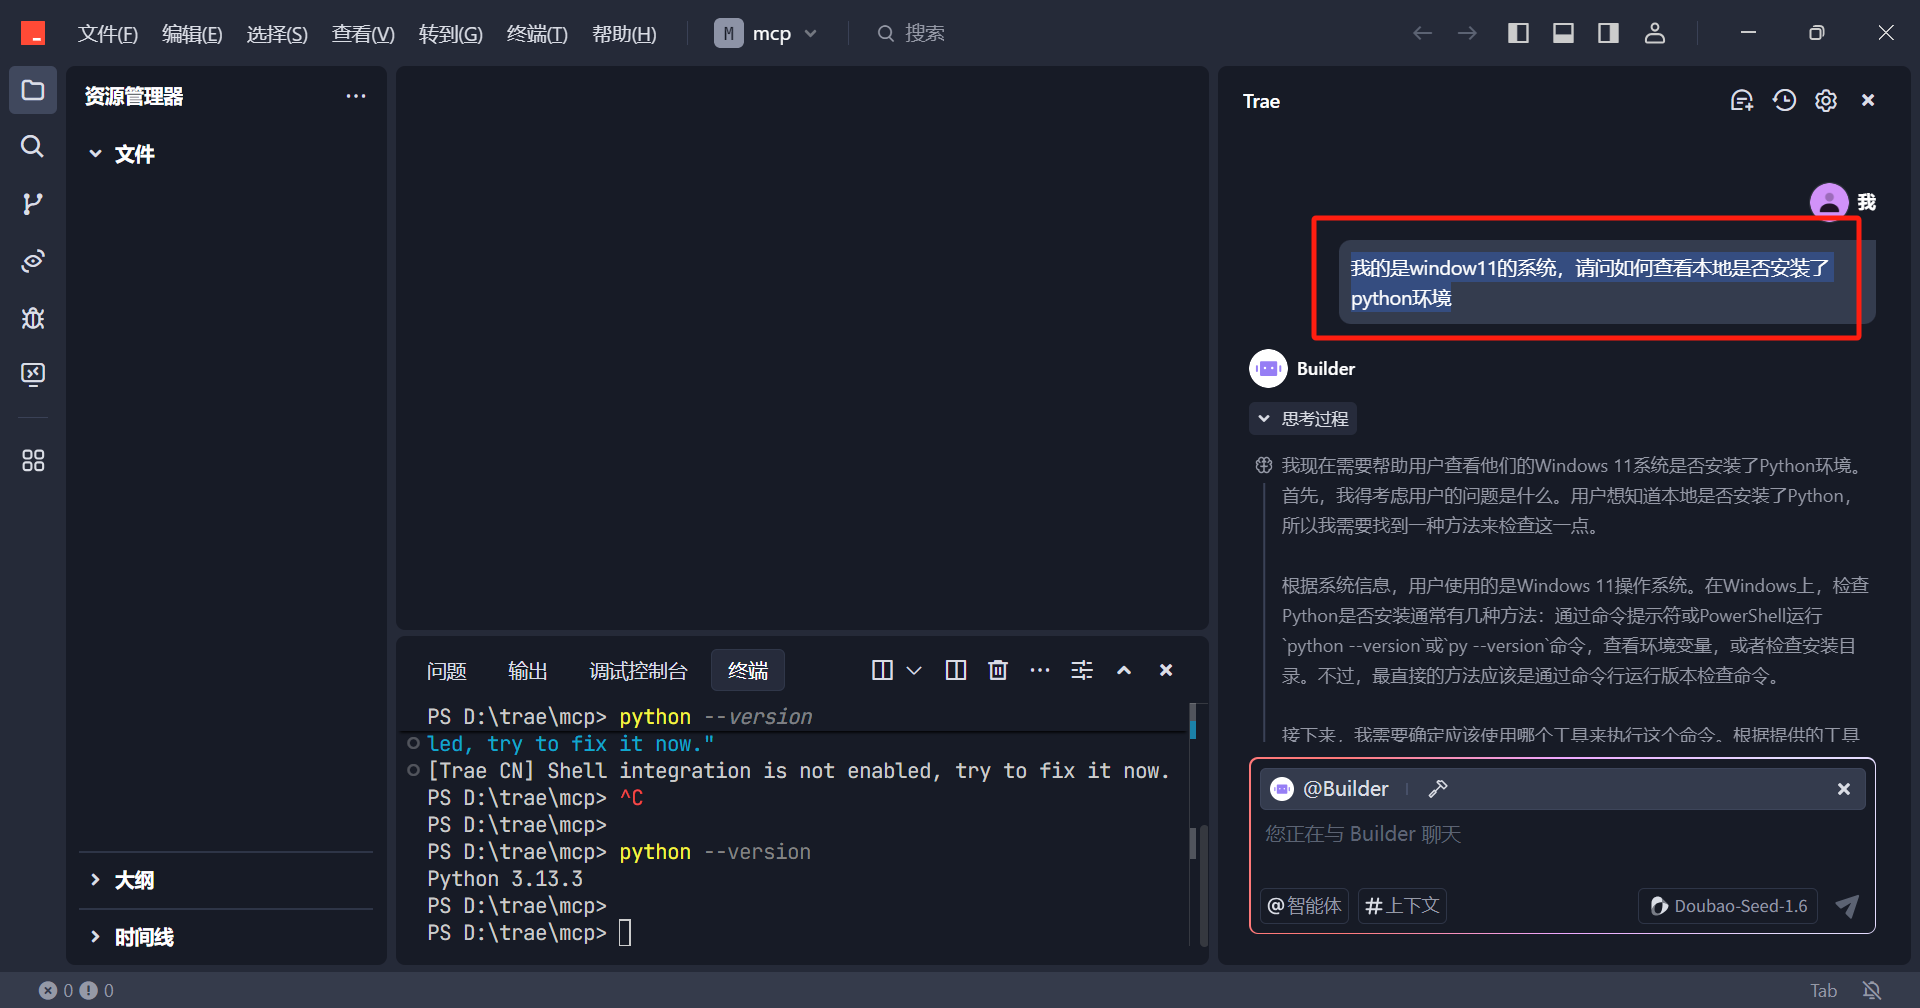 文件(F) 编辑(E) 选择(S) 查看(V) 转到(G) 终端(T) 帮助(H) M mcp 搜索
资源管理器
文件
大纲
时间线
问题 输出 调试控制台 终端
PS D:\trae\mcp> python --version
led, try to fix it now."
[Trae CN] Shell integration is not enabled, try to fix it now.
PS D:\trae\mcp> ^C
PS D:\trae\mcp>
PS D:\trae\mcp> python --version
Python 3.13.3
PS D:\trae\mcp>
PS D:\trae\mcp>
Trae
我
我的是window11的系统，请问如何查看本地是否安装了
python环境
Builder
思考过程
我现在需要帮助用户查看他们的Windows 11系统是否安装了Python环境。
首先，我得考虑用户的问题是什么。用户想知道本地是否安装了Python，
所以我需要找到一种方法来检查这一点。
根据系统信息，用户使用的是Windows 11操作系统。在Windows上，检查
Python是否安装通常有几种方法：通过命令提示符或PowerShell运行
`python --version`或`py --version`命令，查看环境变量，或者检查安装目
录。不过，最直接的方法应该是通过命令行运行版本检查命令。
接下来，我需要确定应该使用哪个工具来执行这个命令。根据提供的工具
@Builder
您正在与 Builder 聊天
@智能体 #上下文 Doubao-Seed-1.6
0 0 Tab